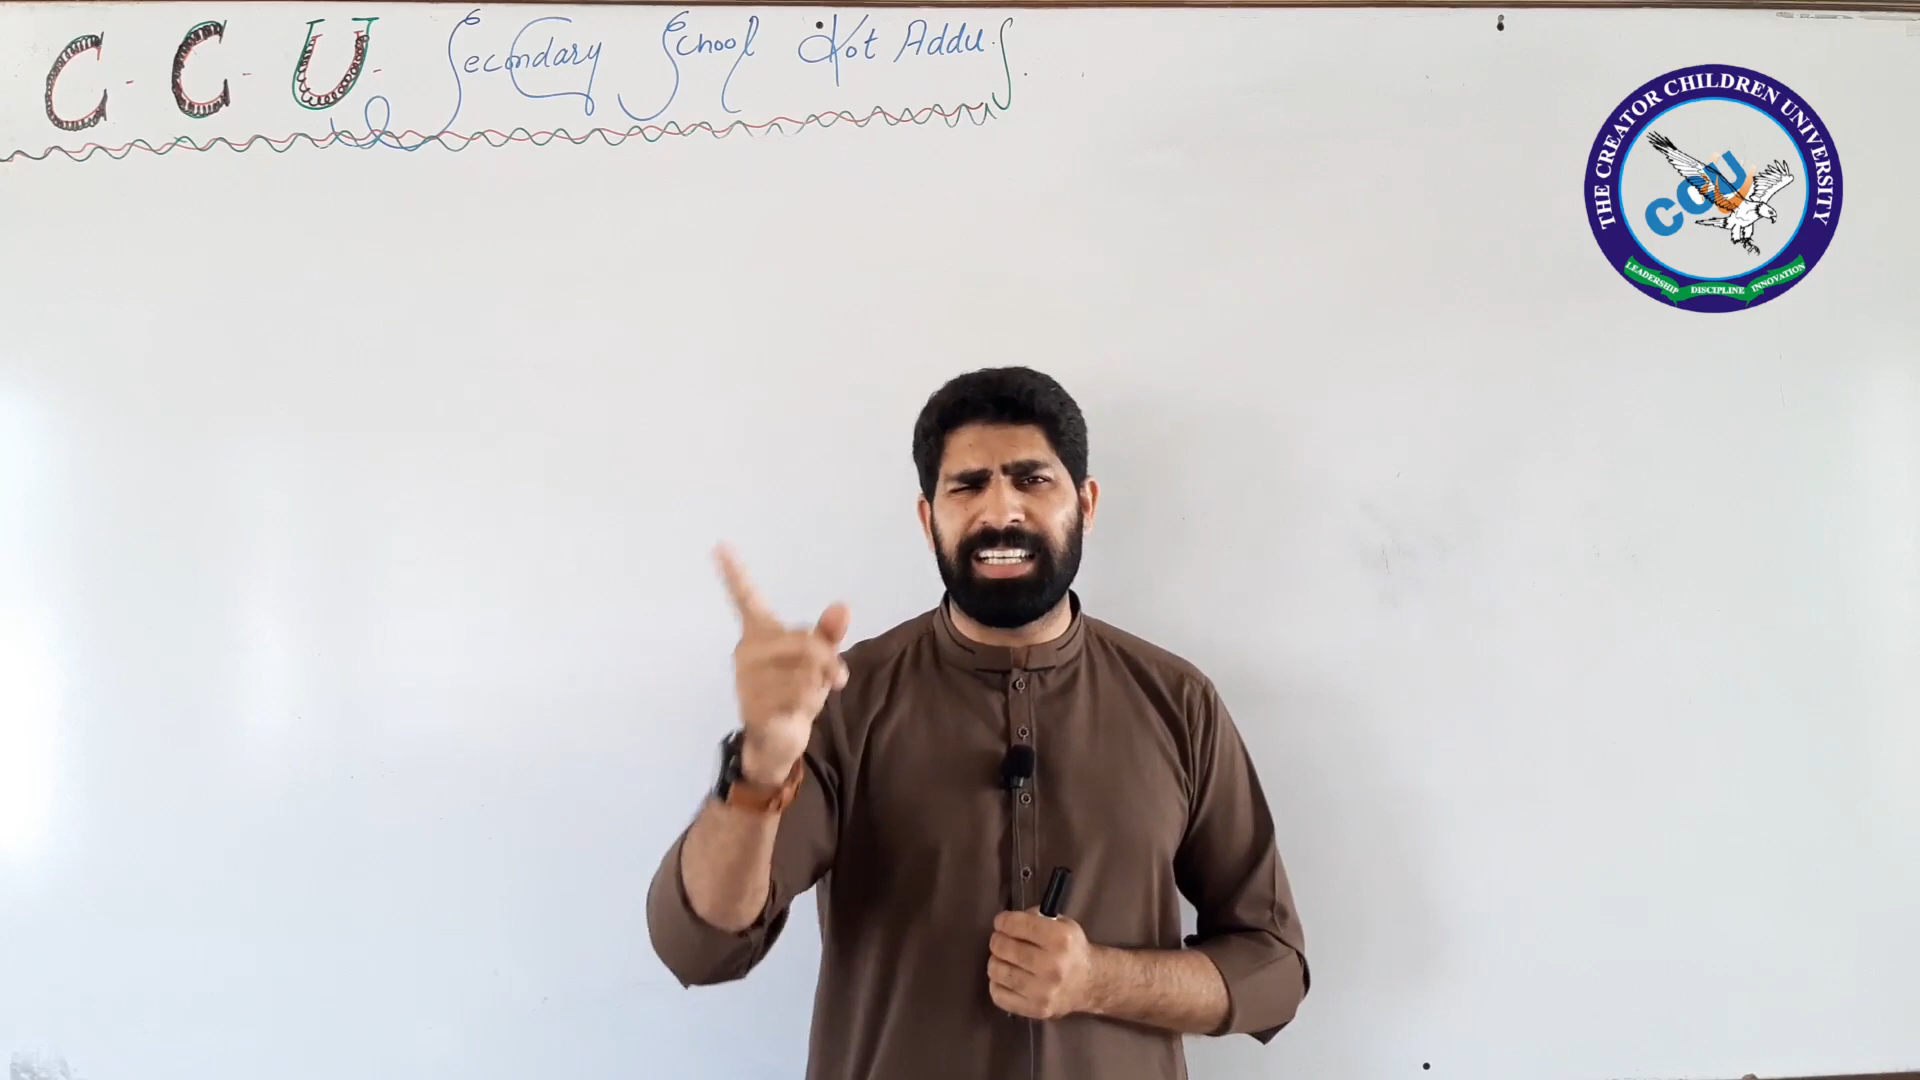 C. C. U. Secondary School Kot Addu.
THE CREATOR CHILDREN UNIVERSITY
CCU
LEADERSHIP DISCIPLINE INNOVATION